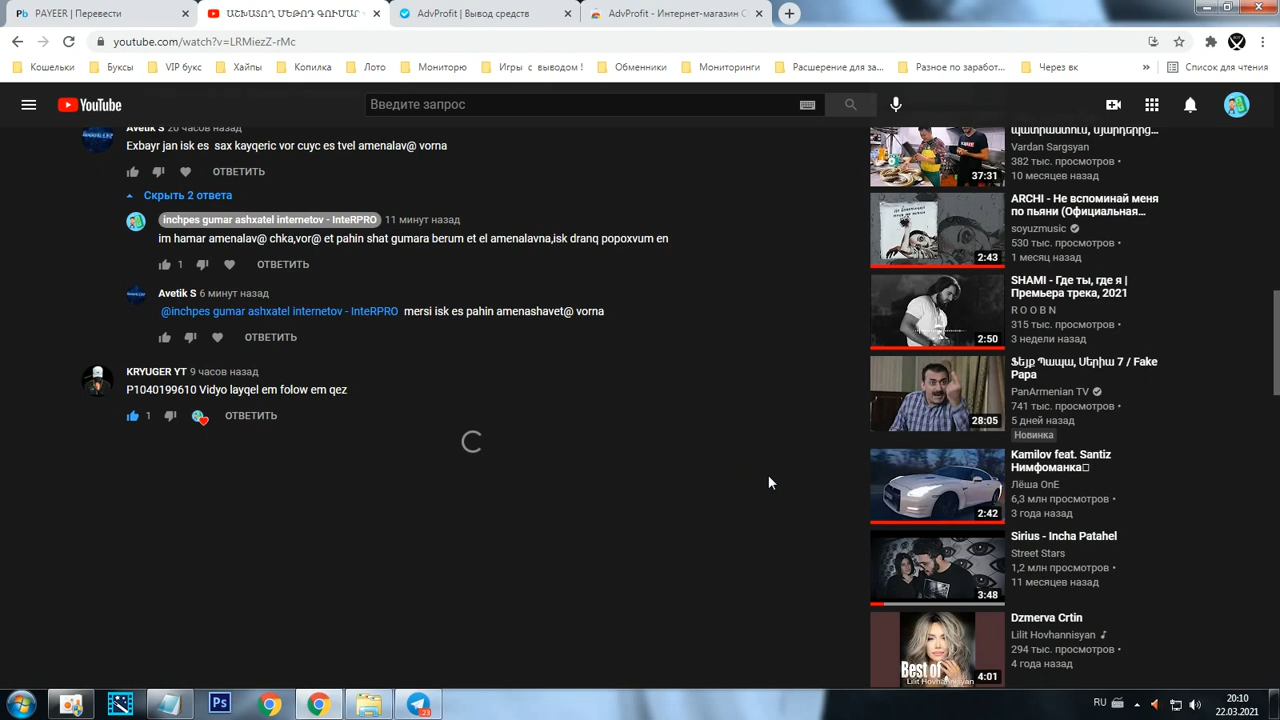 PAYEER | Перевести
ԱՇԽԱՏՈՂ ՄԵԹՈԴ ԳՈՒՄԱՐ
AdvProfit | Вывод средств
AdvProfit - Интернет-магазин C
youtube.com/watch?v=LRMiezZ-rMc
Кошельки
Буксы
VIP букс
Хайпы
Копилка
Лото
Мониторю
Игры с выводом !
Обменники
Мониторинги
Расширение для за...
Разное по заработ...
Через вк
»
Список для чтения
YouTube
Введите запрос
Avetik S 20 часов назад
Exbayr jan isk es sax kayqeric vor cuyc es tvel amenalav@ vorna
ОТВЕТИТЬ
Скрыть 2 ответа
inchpes gumar ashxatel internetov - InteRPRO 11 минут назад
im hamar amenalav@ chka,vor@ et pahin shat gumara berum et el amenalavna,isk dranq popoxvum en
1 ОТВЕТИТЬ
Avetik S 6 минут назад
@inchpes gumar ashxatel internetov - InteRPRO mersi isk es pahin amenashavet@ vorna
ОТВЕТИТЬ
KRYUGER YT 9 часов назад
P1040199610 Vidyo layqel em folow em qez
1 ОТВЕТИТЬ
Vardan Sargsyan
382 тыс. просмотров •
10 месяцев назад
37:31
ARCHI - Не вспоминай меня
по пьяни (Официальная...
soyuzmusic
530 тыс. просмотров •
1 месяц назад
2:43
SHAMI - Где ты, где я |
Премьера трека, 2021
R O O B N
315 тыс. просмотров •
3 недели назад
2:50
Ֆեյք Պապա, Սերիա 7 / Fake
Papa
PanArmenian TV
741 тыс. просмотров •
5 дней назад
Новинка
28:05
Kamilov feat. Santiz
Нимфоманка
Лёша OnE
6,3 млн просмотров •
3 года назад
2:42
Sirius - Incha Patahel
Street Stars
1,2 млн просмотров •
11 месяцев назад
3:48
Dzmerva Crtin
Lilit Hovhannisyan
294 тыс. просмотров •
4 года назад
Best of
Lilit Hovhannisyan
4:01
Ps
23
RU
20:10
22.03.2021